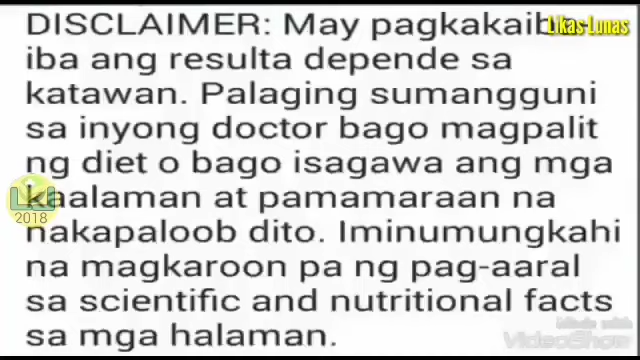 DISCLAIMER: May pagkakaiba
Likas-Lunas
iba ang resulta depende sa
katawan. Palaging sumangguni
sa inyong doctor bago magpalit
ng diet o bago isagawa ang mga
kaalaman at pamamaraan na
2018
nakapaloob dito. Iminumungkahi
na magkaroon pa ng pag-aaral
sa scientific and nutritional facts
sa mga halaman.
VideoShow